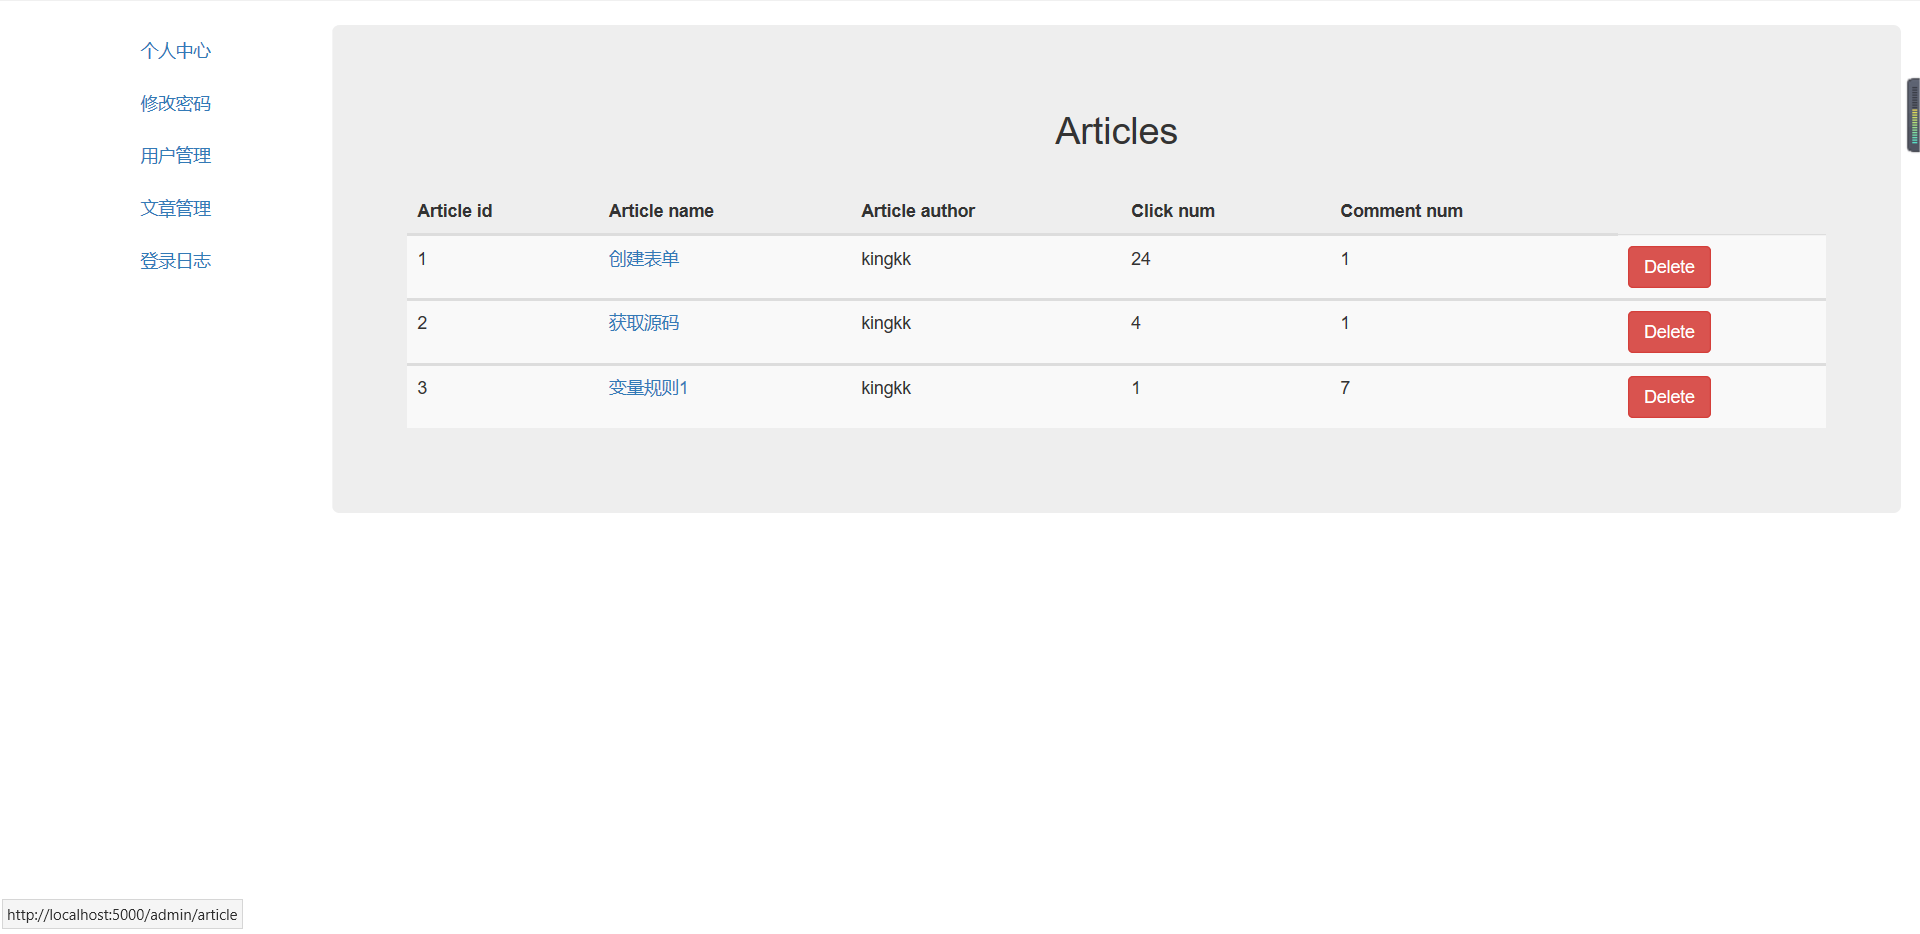 个人中心
修改密码
用户管理
文章管理
登录日志
Articles
Article id Article name Article author Click num Comment num
1 创建表单 kingkk 24 1 Delete
2 获取源码 kingkk 4 1 Delete
3 变量规则1 kingkk 1 7 Delete
http://localhost:5000/admin/article